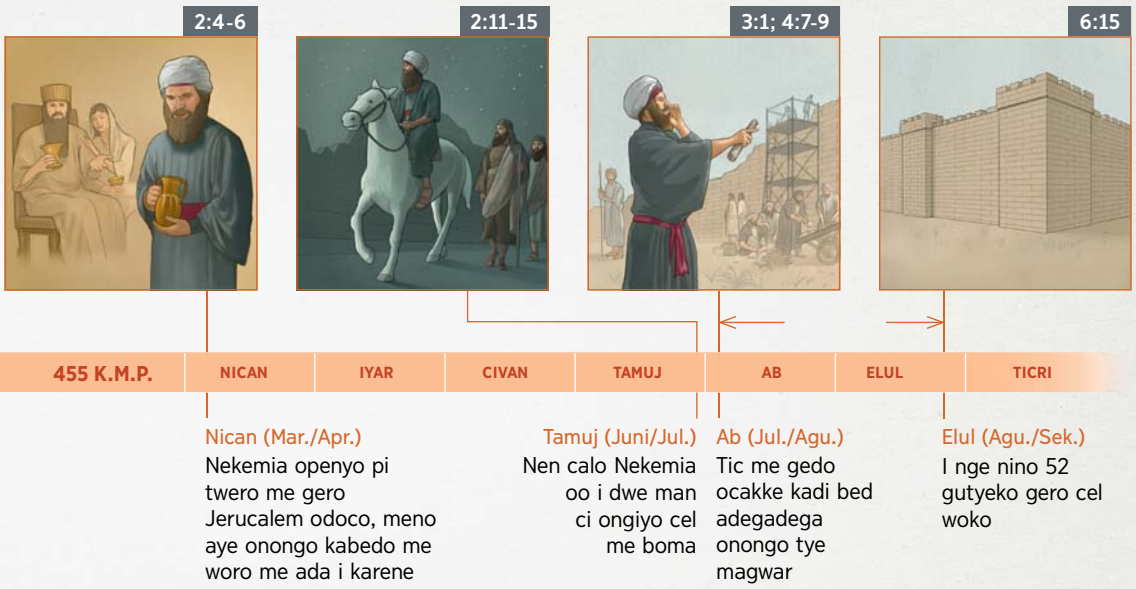 2:4-6
2:11-15
3:1; 4:7-9
6:15
455 K.M.P.
NICAN
IYAR
CIVAN
TAMUJ
AB
ELUL
TICRI
Nican (Mar./Apr.)
Nekemia openyo pi
twero me gero
Jerucalem odoco, meno
aye onongo kabedo me
woro me ada i karene
Tamuj (Juni/Jul.)
Nen calo Nekemia
oo i dwe man
ci ongiyo cel
me boma
Ab (Jul./Agu.)
Tic me gedo
ocakke kadi bed
adegadega
onongo tye
magwar
Elul (Agu./Sek.)
I nge nino 52
gutyeko gero cel
woko